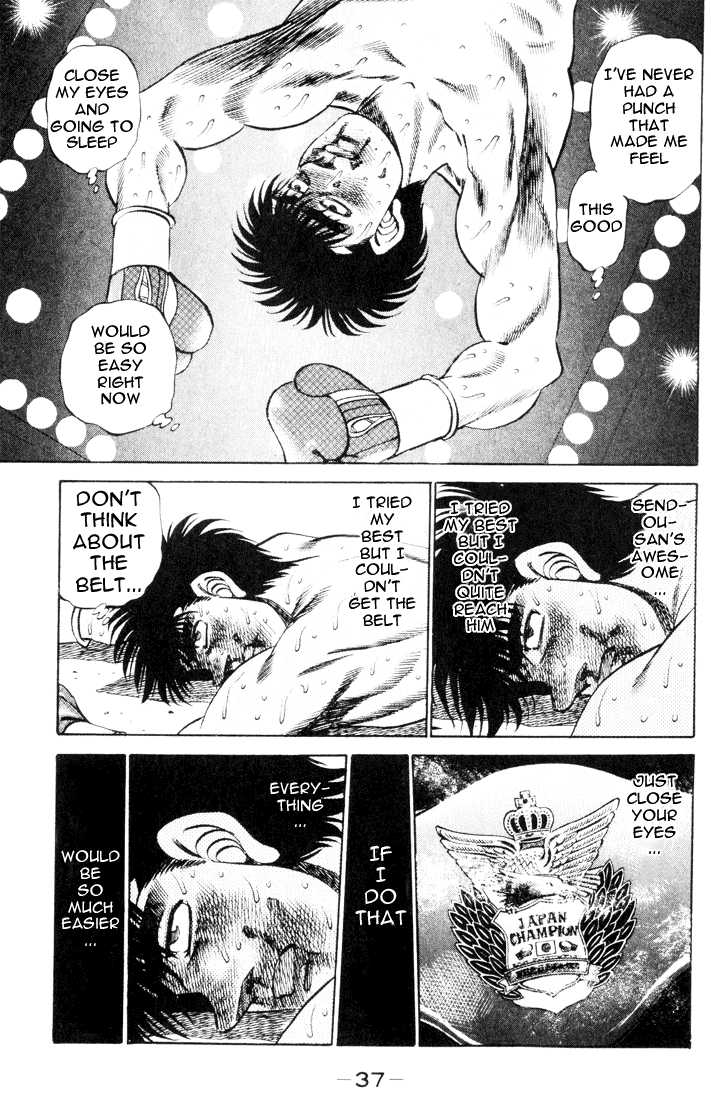 I'VE NEVER
HAD A
PUNCH
THAT
MADE ME
FEEL
THIS
GOOD
CLOSE
MY EYES
AND
GOING TO
SLEEP
WOULD
BE SO
EASY
RIGHT
NOW
SEND-
OU-
SAN'S
AWES-
OME
...
I TRIED
MY BEST
BUT I
COUL-
DN'T
QUITE
REACH
HIM
I TRIED
MY
BEST
BUT I
COUL-
DN'T
GET THE
BELT
DON'T
THINK
ABOUT
THE
BELT...
JUST
CLOSE
YOUR
EYES
...
JAPAN
CHAMPION
IF
I
DO
THAT
EVERY-
THING
...
WOULD
BE
SO
MUCH
EASIER
...
—37—